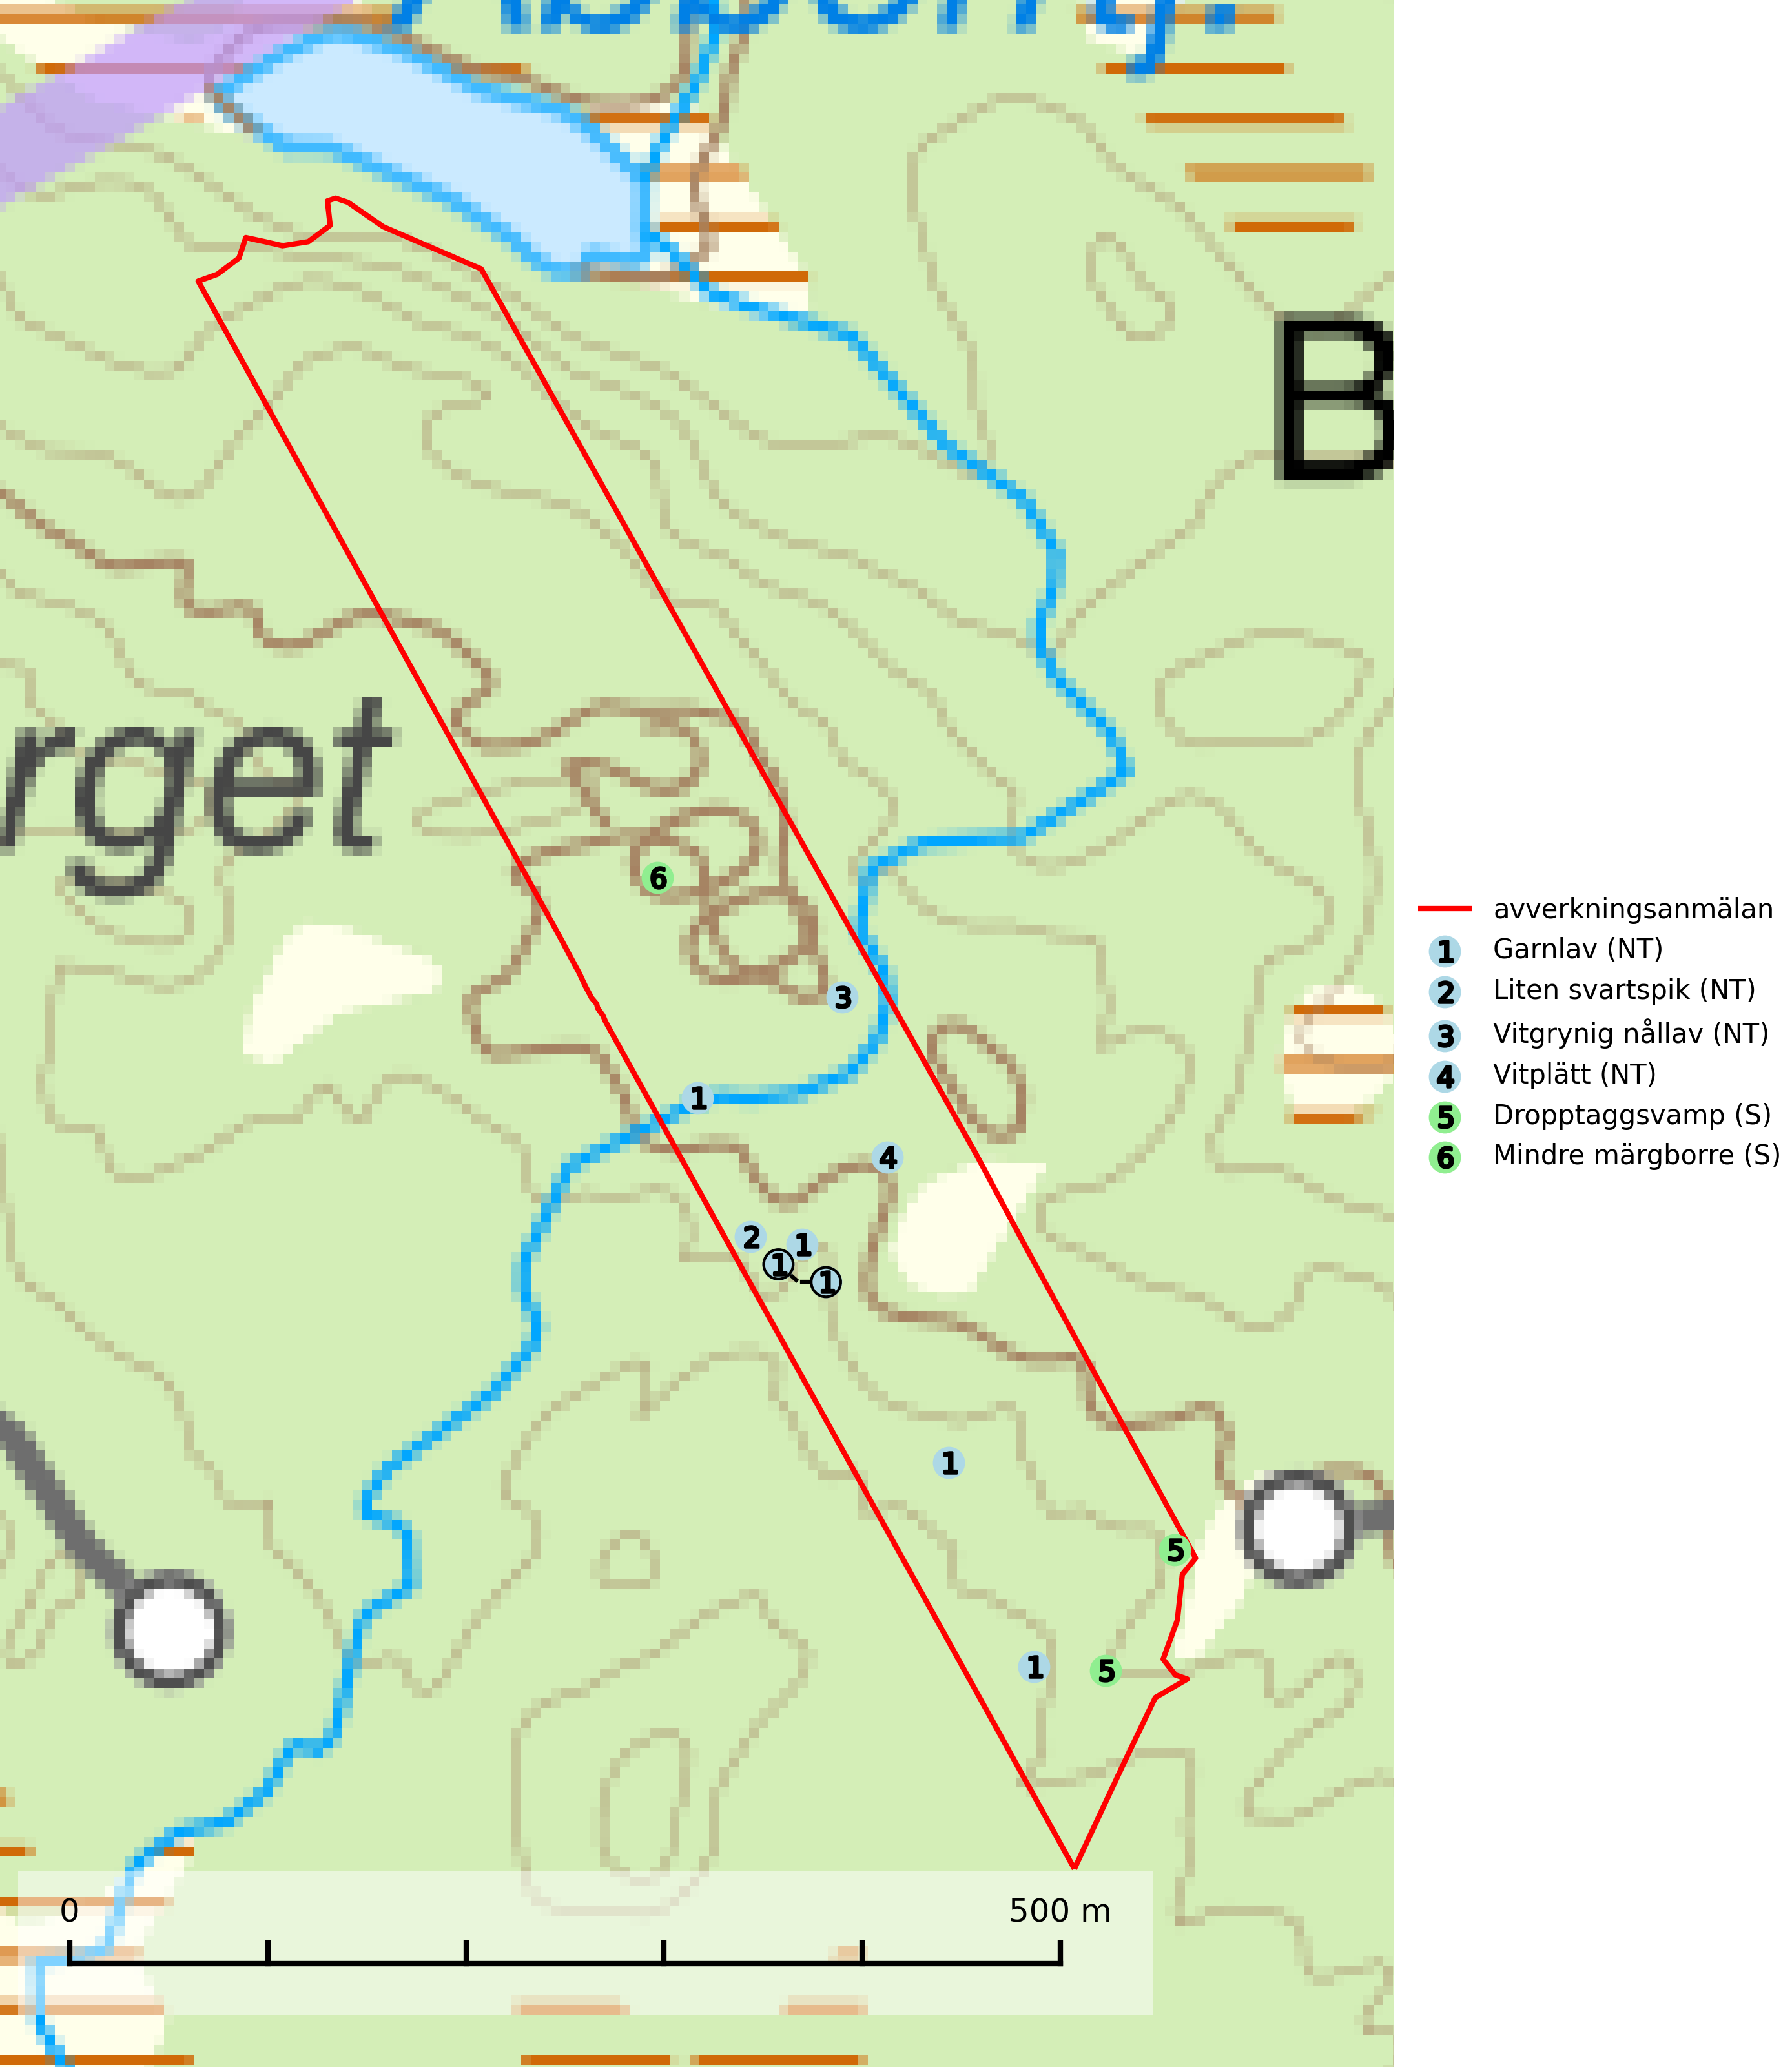 B
rget
6
3
1
4
2
1
1
1
1
5
1
5
0
500 m
avverkningsanmälan
1 Garnlav (NT)
2 Liten svartspik (NT)
3 Vitgrynig nållav (NT)
4 Vitplätt (NT)
5 Dropptaggsvamp (S)
6 Mindre märgborre (S)